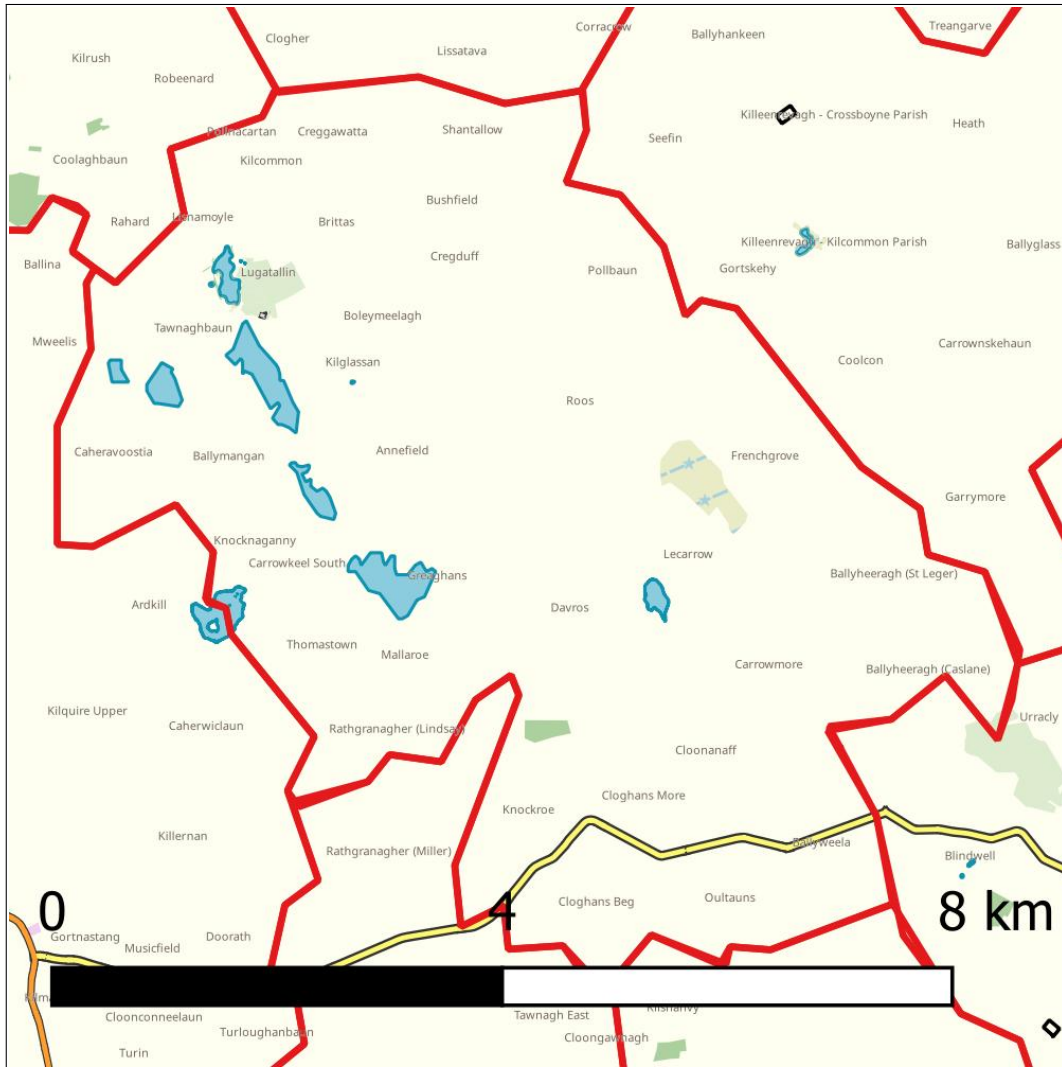 Treangarve
Corraccow
Ballyhankeen
Clogher
Lissatava
Kilrush
Robeenard
Killeenrevagh - Crossboyne Parish
Heath
Pollnacartan
Creggawatta
Shantallow
Seefin
Coolaghbaun
Kilcommon
Bushfield
Lisnamoyle
Rahard
Brittas
Killeenrevagh - Kilcommon Parish
Ballyglass
Cregduff
Ballina
Lugatallin
Pollbaun
Gortskehy
Boleymeelagh
Tawnaghbaun
Mweelis
Carrownskehaun
Kilglassan
Coolcon
Roos
Caheravoostia
Ballymangan
Annefield
Frenchgrove
Garrymore
Knocknaganny
Lecarrow
Carrowkeel South
Greaghans
Ballyheeragh (St Leger)
Ardkill
Davros
Thomastown
Mallaroe
Carrowmore
Ballyheeragh (Caslane)
Kilquire Upper
Caherwiclaun
Rathgranagher (Lindsay)
Urracly
Cloonanaff
Cloghans More
Knockroe
Killernan
Rathgranagher (Miller)
Ballyweela
Blindwell
Cloghans Beg
Oultauns
0 4 8 km
Gortnastang
Musicfield
Doorath
Cloonconneelaun
Turloughanbaun
Tawnagh East
Cloongawnagh
Turin